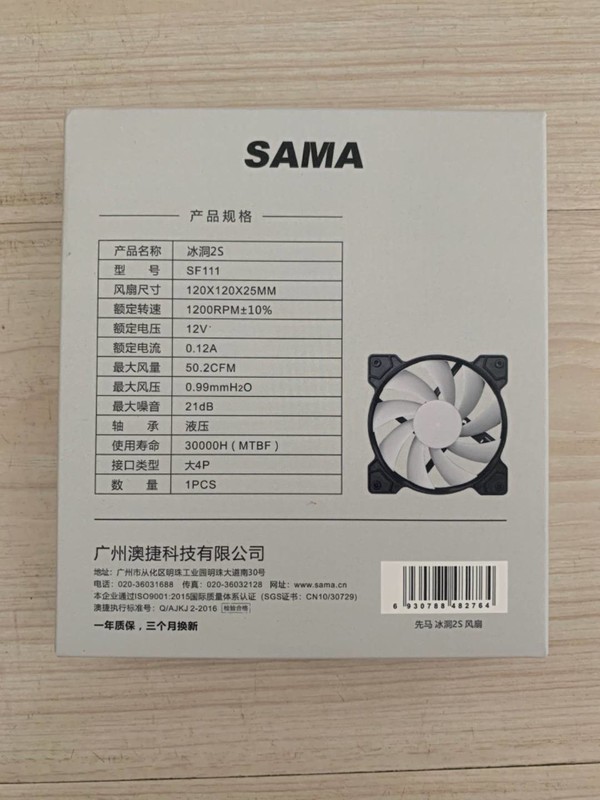 SAMA
产品规格
产品名称 冰洞2S
型 号 SF111
风扇尺寸 120X120X25MM
额定转速 1200RPM±10%
额定电压 12V
额定电流 0.12A
最大风量 50.2CFM
最大风压 0.99mmH2O
最大噪音 21dB
轴 承 液压
使用寿命 30000H（MTBF）
接口类型 大4P
数 量 1PCS
广州澳捷科技有限公司
地址：广州市从化区明珠工业园明珠大道南30号
电话：020-36031688 传真：020-36032128 网址：www.sama.cn
本企业通过ISO9001:2015国际质量体系认证（SGS证书：CN10/30729）
澳捷执行标准号：Q/AJKJ 2-2016 检验合格
一年质保，三个月换新
6 930788 482764
先马 冰洞2S 风扇